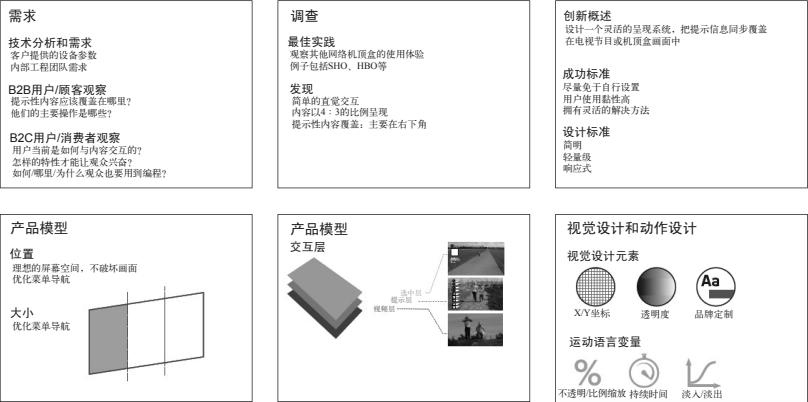 需求
技术分析和需求
客户提供的设备参数
内部工程团队需求
B2B用户/顾客观察
提示性内容应该覆盖在哪里?
他们的主要操作是哪些?
B2C用户/消费者观察
用户当前是如何与内容交互的?
怎样的特性才能让观众兴奋?
如何/哪里/为什么观众也要用到编程?
调查
最佳实践
观察其他网络机顶盒的使用体验
例子包括SHO、HBO等
发现
简单的直觉交互
内容以4∶3的比例呈现
提示性内容覆盖：主要在右下角
创新概述
设计一个灵活的呈现系统，把提示信息同步覆盖
在电视节目或机顶盒画面中
成功标准
尽量免于自行设置
用户使用黏性高
拥有灵活的解决方法
设计标准
简明
轻量级
响应式
产品模型
位置
理想的屏幕空间，不破坏画面
优化菜单导航
大小
优化菜单导航
产品模型
交互层
选中层
提示层
视频层
视觉设计和动作设计
视觉设计元素
Aa
X/Y坐标
透明度
品牌定制
运动语言变量
%
不透明/比例缩放
持续时间
淡入/淡出